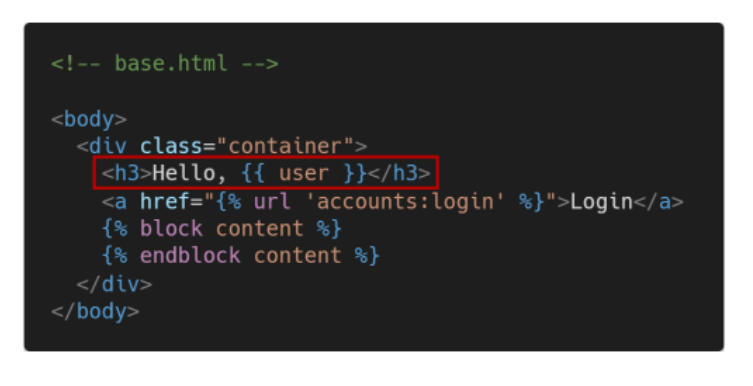 <!-- base.html -->
<body>
<div class="container">
<h3>Hello, {{ user }}</h3>
<a href="{% url 'accounts:login' %}">Login</a>
{% block content %}
{% endblock content %}
</div>
</body>